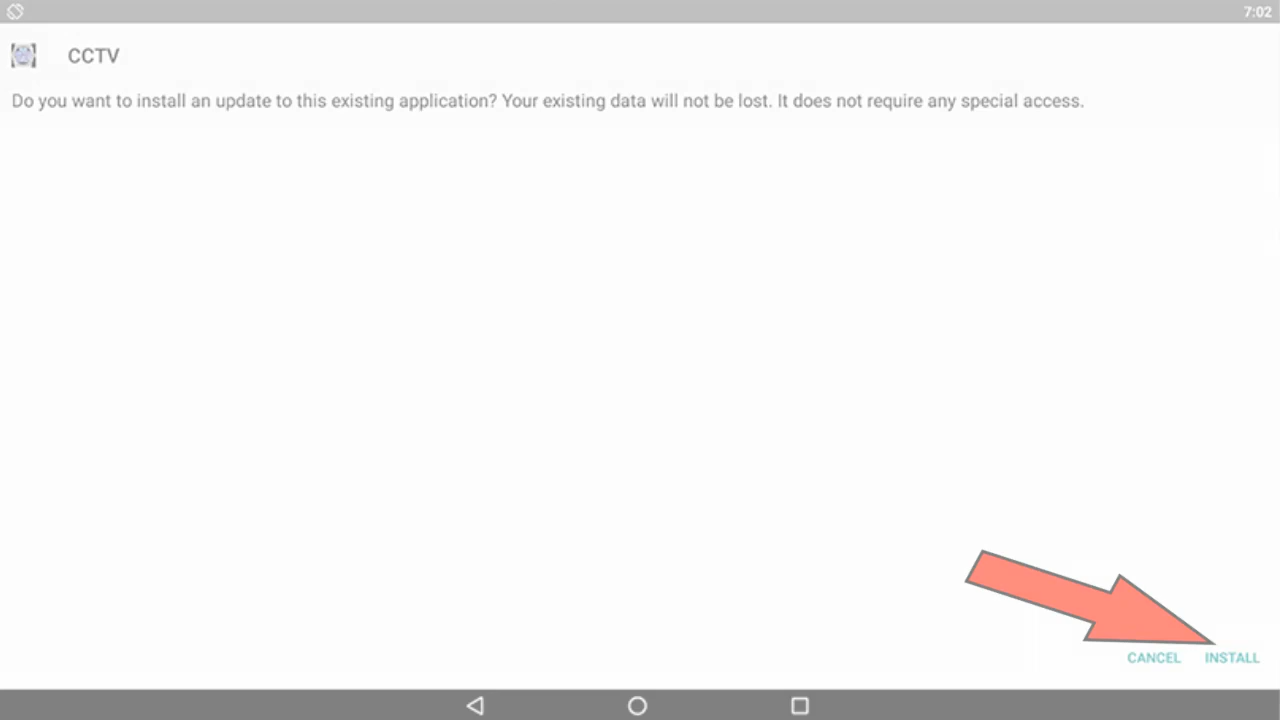 7:02
CCTV
Do you want to install an update to this existing application? Your existing data will not be lost. It does not require any special access.
CANCEL INSTALL